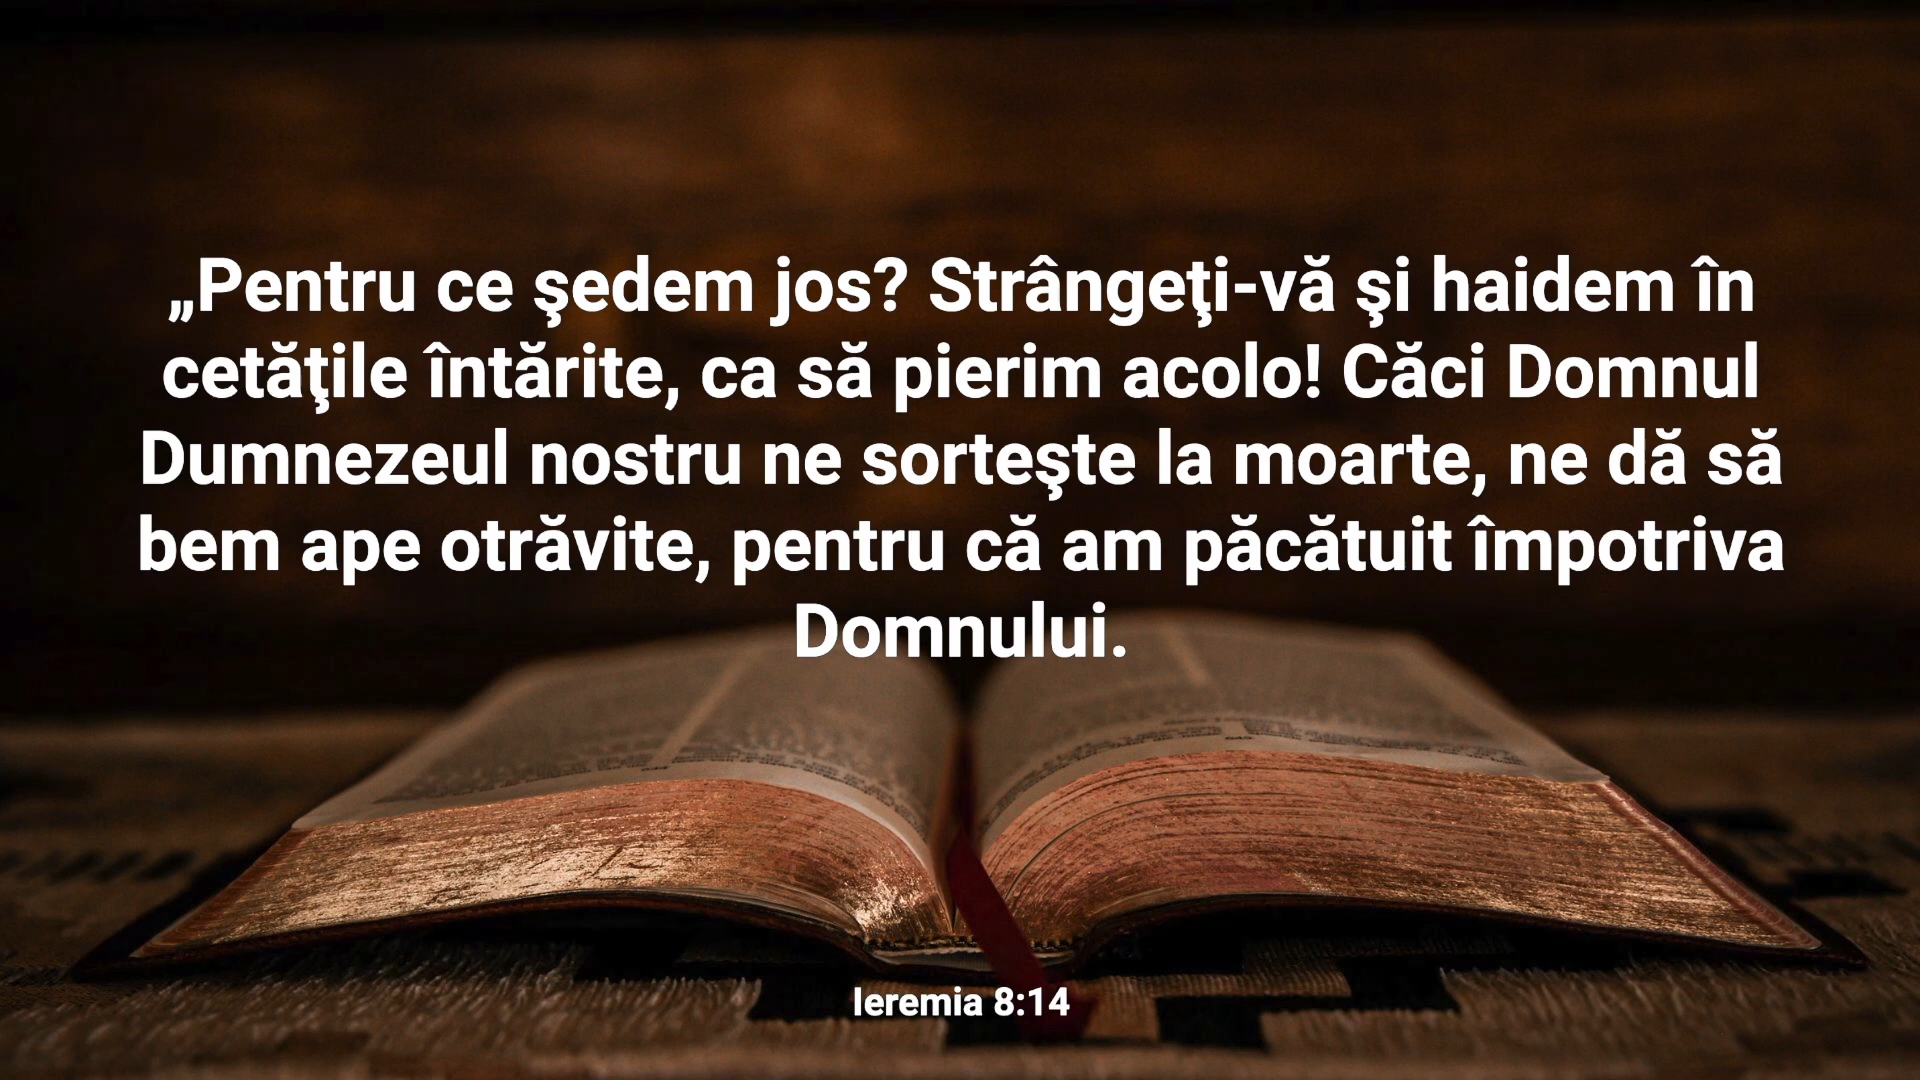 „Pentru ce şedem jos? Strângeţi-vă şi haidem în
cetăţile întărite, ca să pierim acolo! Căci Domnul
Dumnezeul nostru ne sorteşte la moarte, ne dă să
bem ape otrăvite, pentru că am păcătuit împotriva
Domnului.
Ieremia 8:14